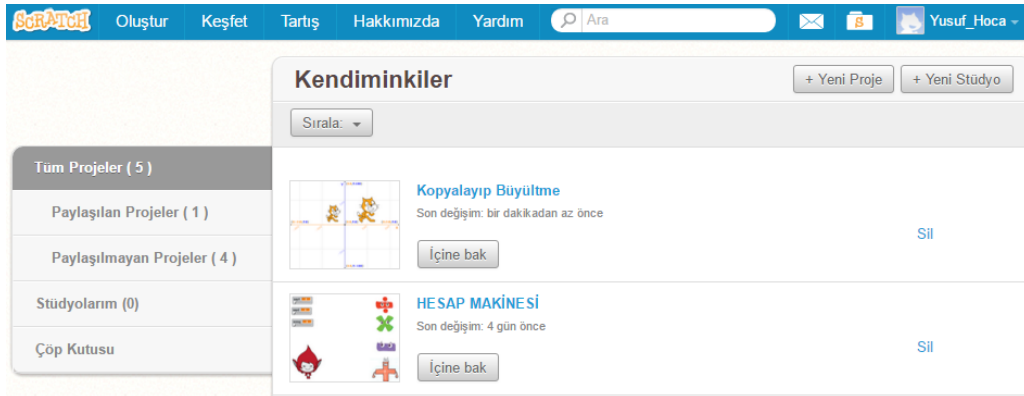 SCRATCH Oluştur Keşfet Tartış Hakkımızda Yardım Ara Yusuf_Hoca
Kendiminkiler + Yeni Proje + Yeni Stüdyo
Sırala:
Tüm Projeler ( 5 )
Paylaşılan Projeler ( 1 )
Paylaşılmayan Projeler ( 4 )
Stüdyolarım (0)
Çöp Kutusu
Kopyalayıp Büyültme
Son değişim: bir dakikadan az önce
İçine bak
Sil
HESAP MAKİNESİ
Son değişim: 4 gün önce
İçine bak
Sil